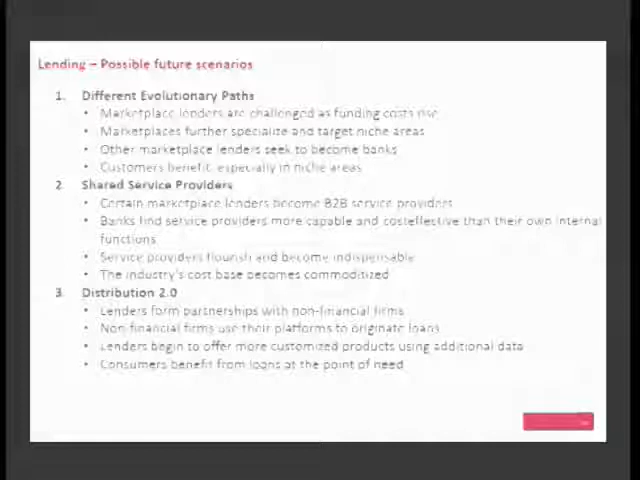 Lending – Possible future scenarios
1. Different Evolutionary Paths
• Marketplace lenders are challenged as funding costs rise
• Marketplaces further specialize and target niche areas
• Other marketplace lenders seek to become banks
• Customers benefit, especially in niche areas
2 Shared Service Providers
• Certain marketplace lenders become B2B service providers
• Banks find service providers more capable and costeffective than their own internal
functions
• Service providers flourish and become indispensable
• The industry's cost base becomes commoditized
3 Distribution 2.0
• Lenders form partnerships with non-financial firms
• Non-financial firms use their platforms to originate loans
• Lenders begin to offer more customized products using additional data
• Consumers benefit from loans at the point of need